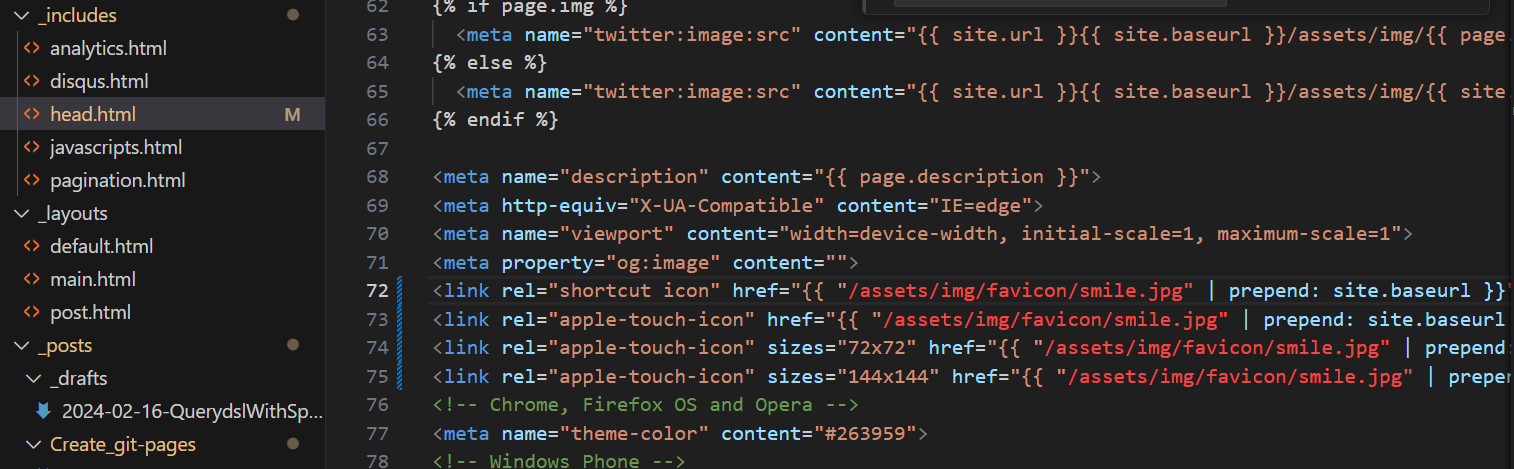 _includes
analytics.html
disqus.html
head.html M
javascripts.html
pagination.html
_layouts
default.html
main.html
post.html
_posts
_drafts
2024-02-16-QuerydslWithSp...
Create_git-pages
62 {% if page.img %}
63 <meta name="twitter:image:src" content="{{ site.url }}{{ site.baseurl }}/assets/img/{{ page.
64 {% else %}
65 <meta name="twitter:image:src" content="{{ site.url }}{{ site.baseurl }}/assets/img/{{ site.
66 {% endif %}
67
68 <meta name="description" content="{{ page.description }}">
69 <meta http-equiv="X-UA-Compatible" content="IE=edge">
70 <meta name="viewport" content="width=device-width, initial-scale=1, maximum-scale=1">
71 <meta property="og:image" content="">
72 <link rel="shortcut icon" href="{{ "/assets/img/favicon/smile.jpg" | prepend: site.baseurl }}"
73 <link rel="apple-touch-icon" href="{{ "/assets/img/favicon/smile.jpg" | prepend: site.baseurl
74 <link rel="apple-touch-icon" sizes="72x72" href="{{ "/assets/img/favicon/smile.jpg" | prepend:
75 <link rel="apple-touch-icon" sizes="144x144" href="{{ "/assets/img/favicon/smile.jpg" | prepen
76 <!-- Chrome, Firefox OS and Opera -->
77 <meta name="theme-color" content="#263959">
78 <!-- Windows Phone -->